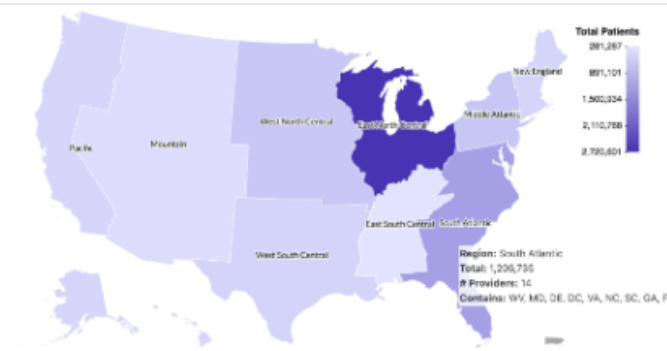 Total Patients
281,287
891,101
1,500,934
2,110,768
2,720,601
New England
West North Central
East North Central
Middle Atlantic
Pacific
Mountain
East South Central
South Atlantic
West South Central
Region: South Atlantic
Total: 1,206,735
# Providers: 14
Contains: WV, MD, DE, DC, VA, NC, SC, GA, F